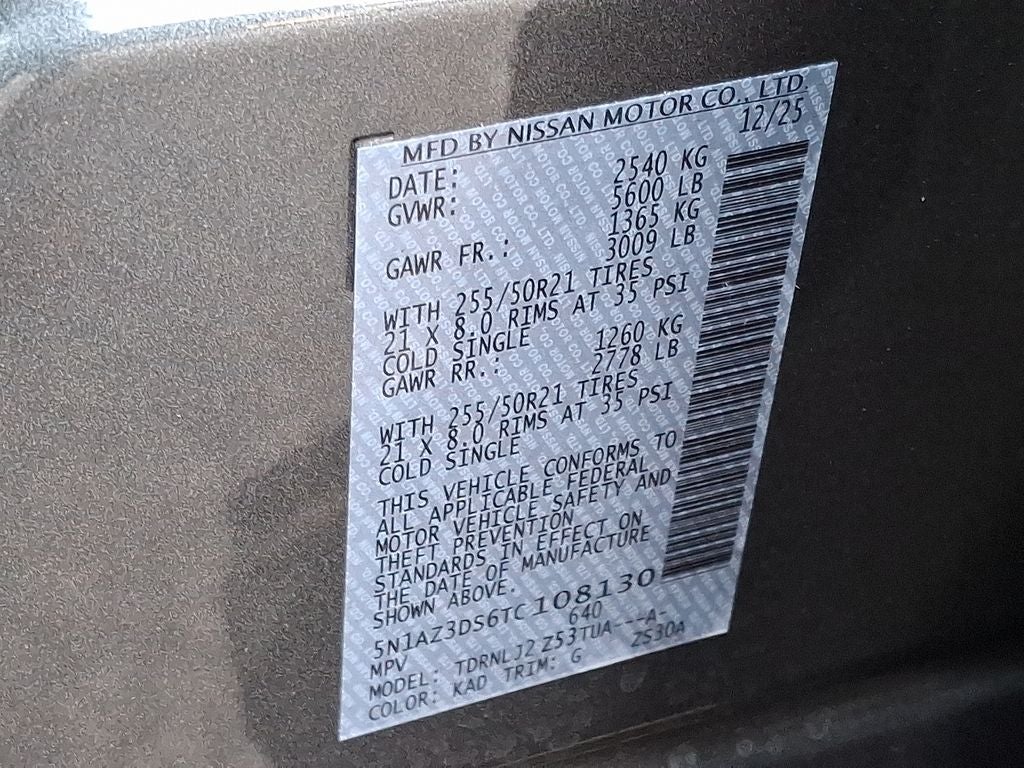 MFD BY NISSAN MOTOR CO., LTD.
DATE: 12/25
GVWR: 2540 KG
5600 LB
GAWR FR.: 1365 KG
3009 LB
WITH 255/50R21 TIRES
21 X 8.0 RIMS AT 35 PSI
COLD SINGLE
GAWR RR.: 1260 KG
2778 LB
WITH 255/50R21 TIRES
21 X 8.0 RIMS AT 35 PSI
COLD SINGLE
THIS VEHICLE CONFORMS TO
ALL APPLICABLE FEDERAL
MOTOR VEHICLE SAFETY AND
THEFT PREVENTION
STANDARDS IN EFFECT ON
THE DATE OF MANUFACTURE
SHOWN ABOVE.
5N1AZ3DS6TC108130
MPV 640
MODEL: TDRNLJ2 Z53TUA---A-
COLOR: KAD TRIM: G ZS30A